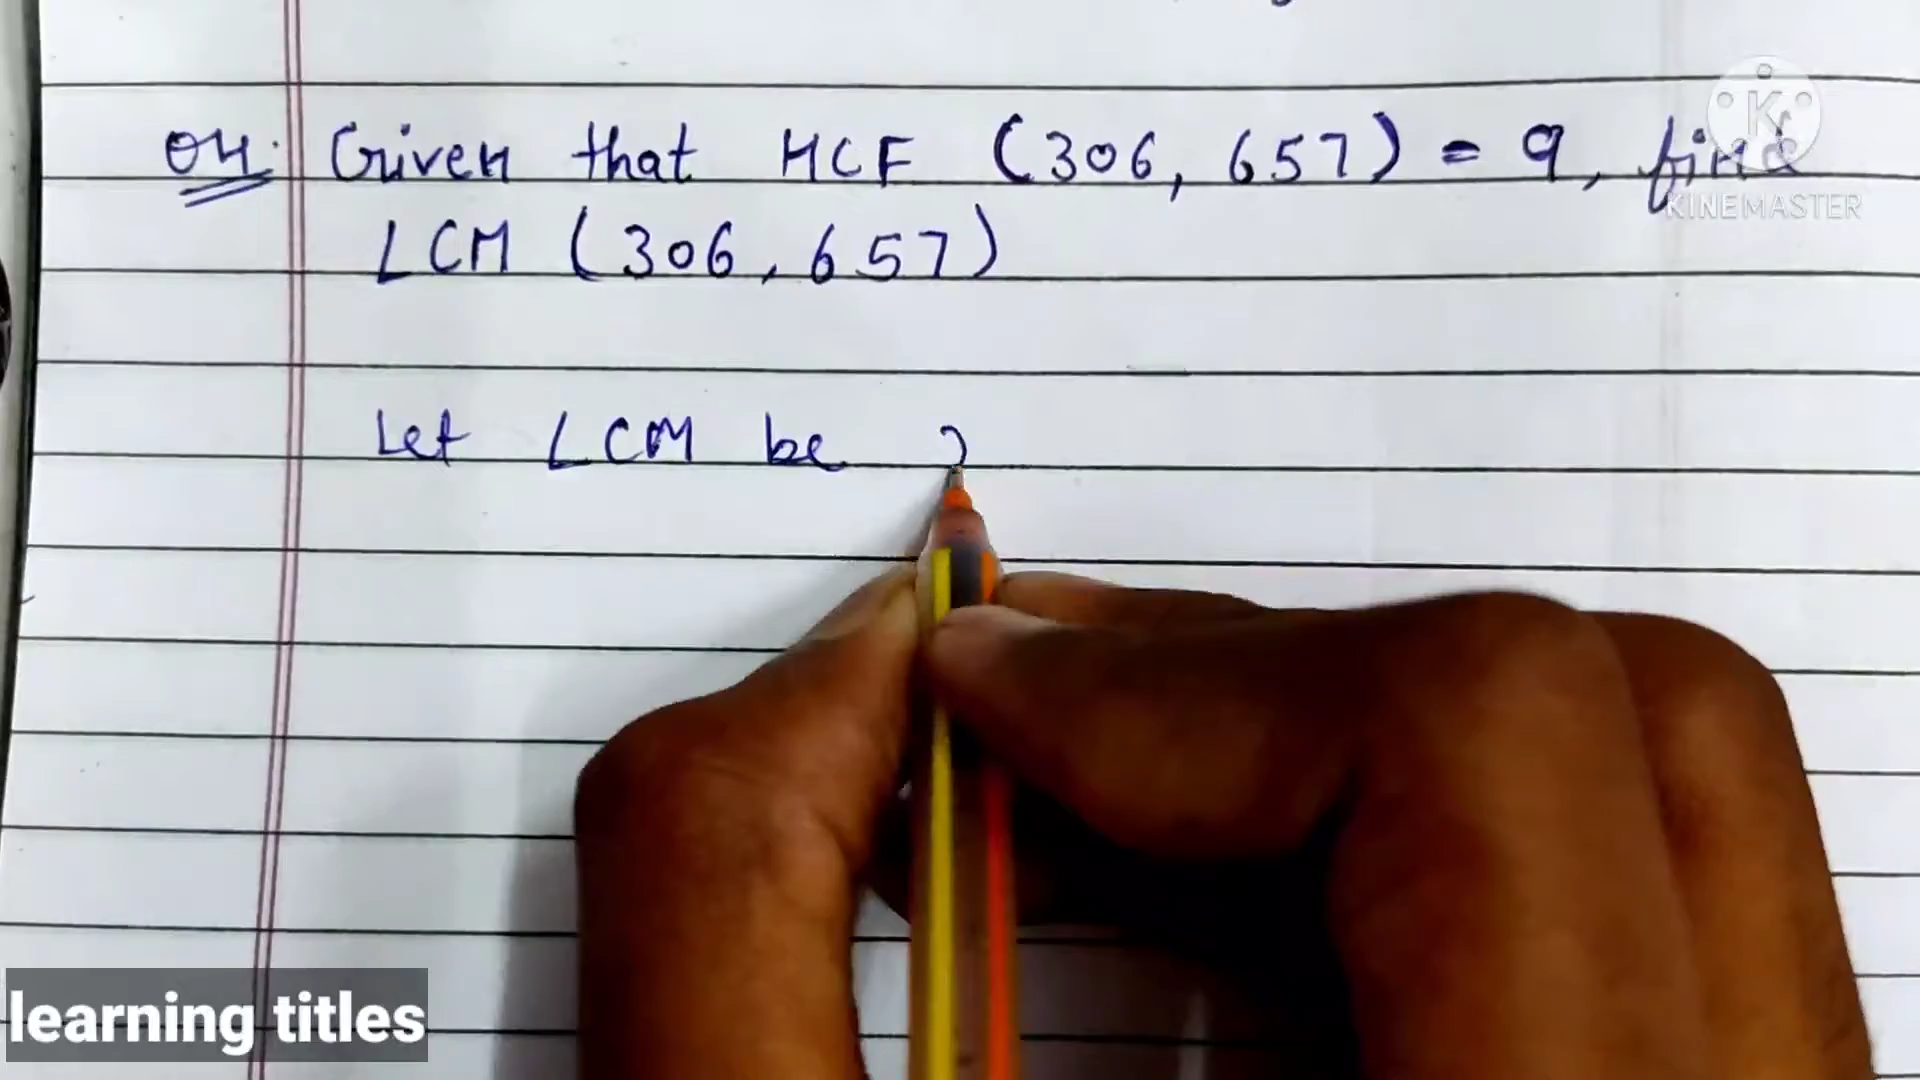 Q4. Given that HCF (306, 657) = 9, find
KINEMASTER
LCM (306, 657)
Let LCM be
learning titles